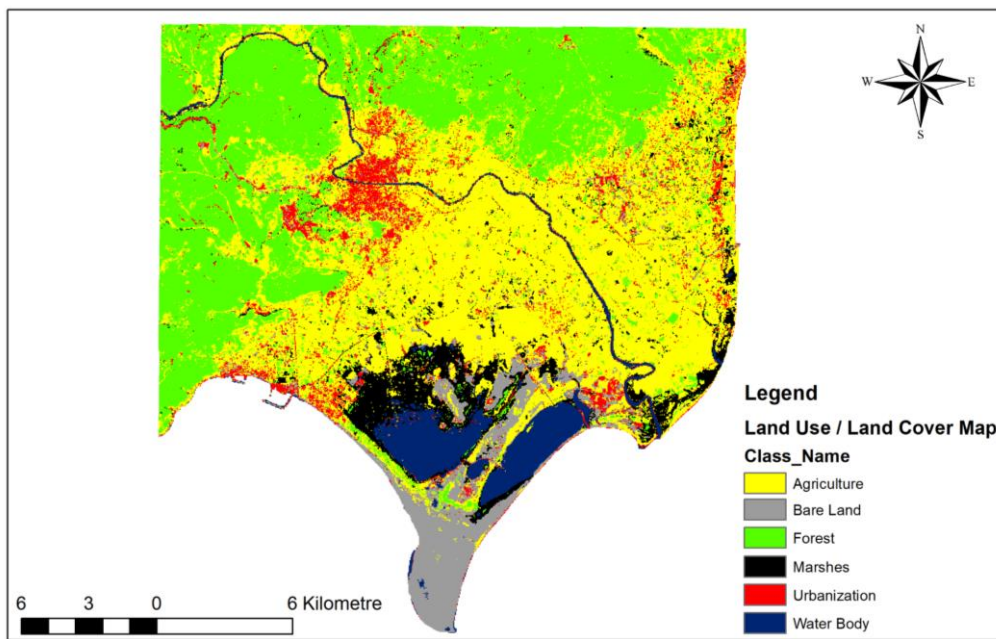 N
W E
S
Legend
Land Use / Land Cover Map
Class_Name
Agriculture
Bare Land
Forest
Marshes
Urbanization
Water Body
6 3 0 6 Kilometre